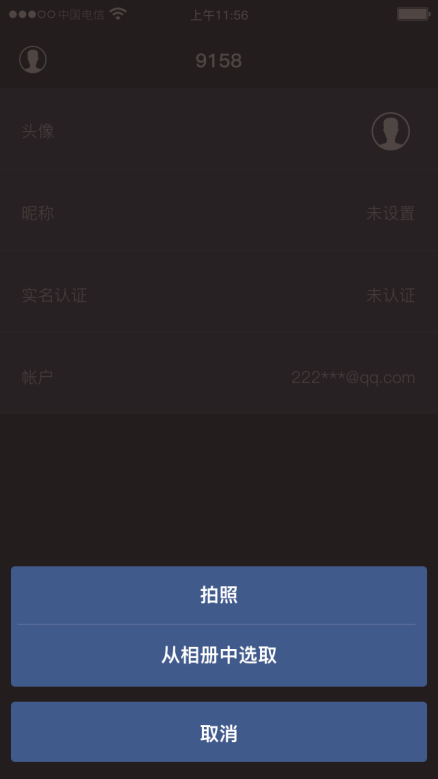 中国电信
上午11:56
9158
头像
昵称
未设置
实名认证
未认证
帐户
222***@qq.com
拍照
从相册中选取
取消